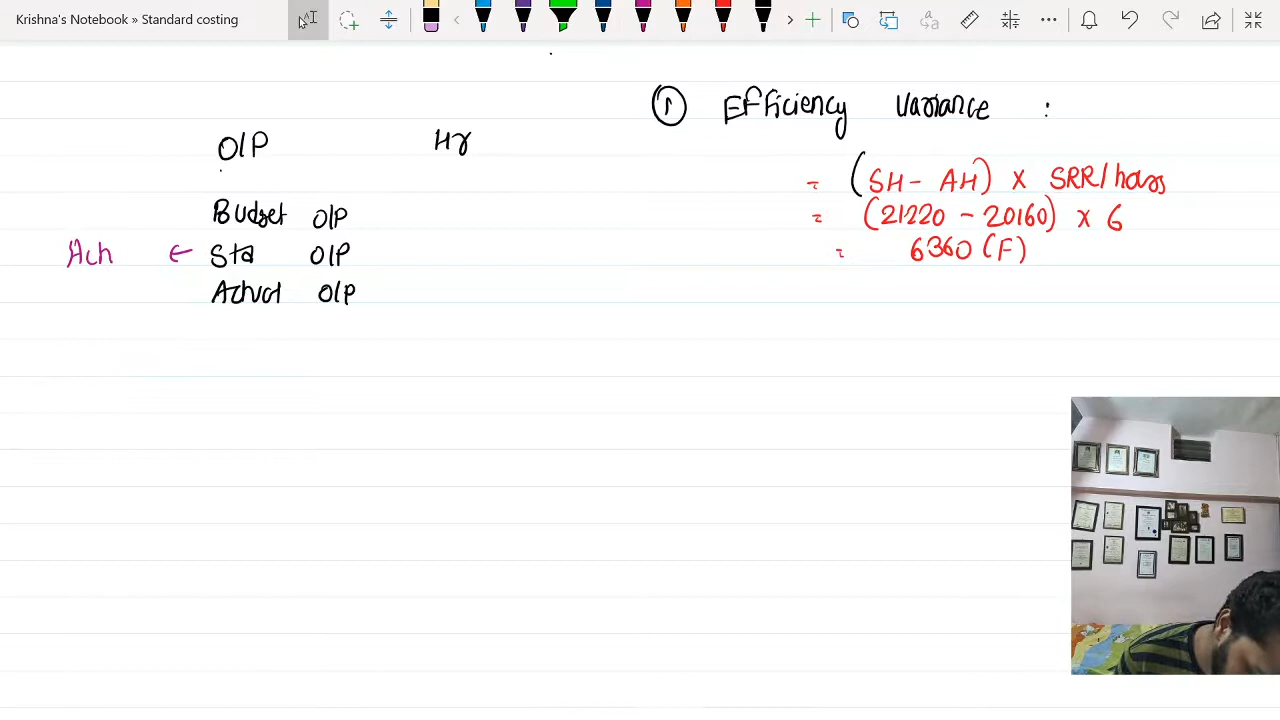 Krishna's Notebook » Standard costing
① Efficiency Variance :
O/P Hr
= (SH - AH) × SRR/hours
Budget O/P
= (21220 - 20160) × 6
Ach ← Std O/P
= 6360 (F)
Actual O/P